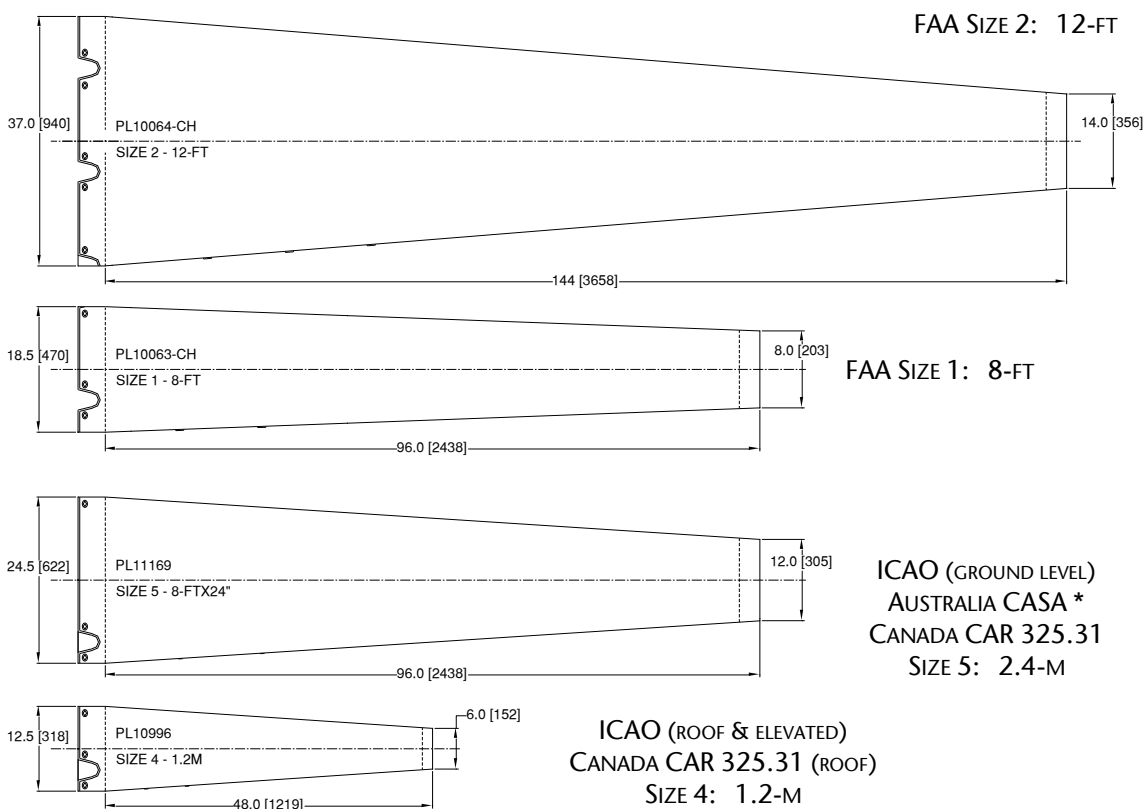 FAA SIZE 2: 12-FT
37.0 [940]
PL10064-CH
SIZE 2 - 12-FT
14.0 [356]
144 [3658]
18.5 [470]
PL10063-CH
SIZE 1 - 8-FT
8.0 [203]
FAA SIZE 1: 8-FT
96.0 [2438]
24.5 [622]
PL11169
SIZE 5 - 8-FTX24"
12.0 [305]
ICAO (GROUND LEVEL)
AUSTRALIA CASA *
CANADA CAR 325.31
SIZE 5: 2.4-M
96.0 [2438]
12.5 [318]
PL10996
SIZE 4 - 1.2M
6.0 [152]
ICAO (ROOF & ELEVATED)
CANADA CAR 325.31 (ROOF)
SIZE 4: 1.2-M
48.0 [1219]